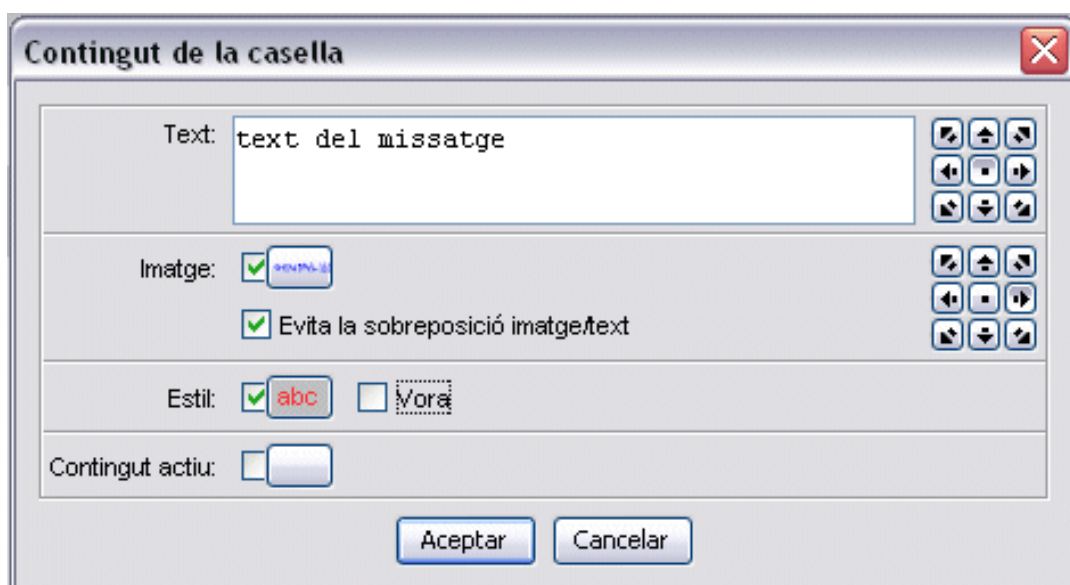 Contingut de la casella
Text: text del missatge
Imatge:
Evita la sobreposició imatge/text
Estil: abc Vora
Contingut actiu:
Aceptar Cancelar